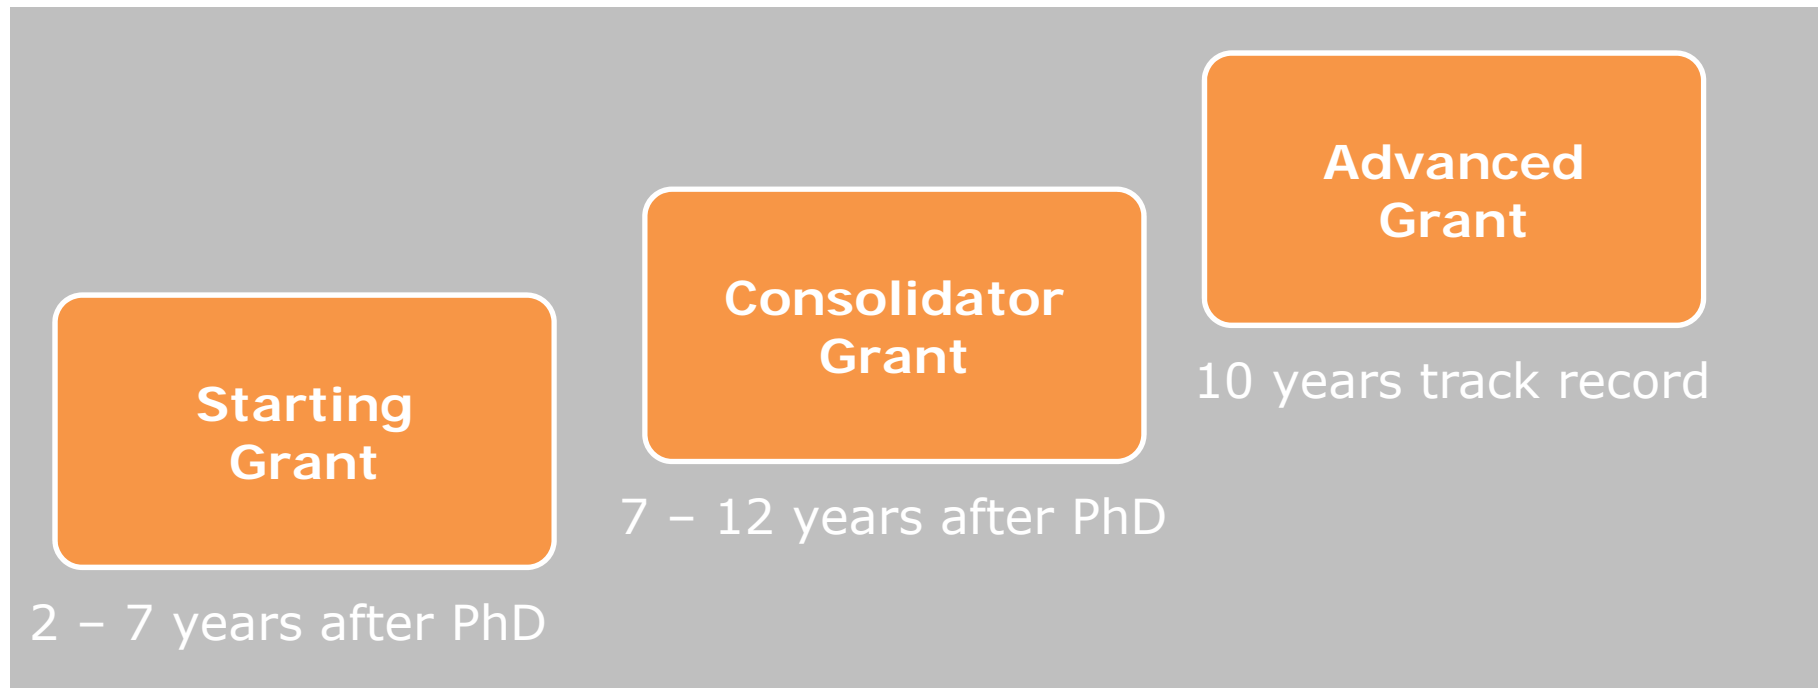 Starting
Grant
2 – 7 years after PhD
Consolidator
Grant
7 – 12 years after PhD
Advanced
Grant
10 years track record